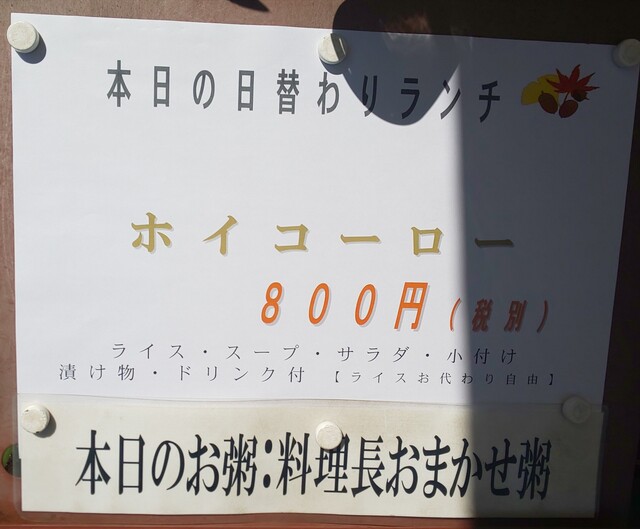 本日の日替わりランチ
ホイコーロー
800円(税別)
ライス・スープ・サラダ・小付け
漬け物・ドリンク付 【ライスお代わり自由】
本日のお粥:料理長おまかせ粥